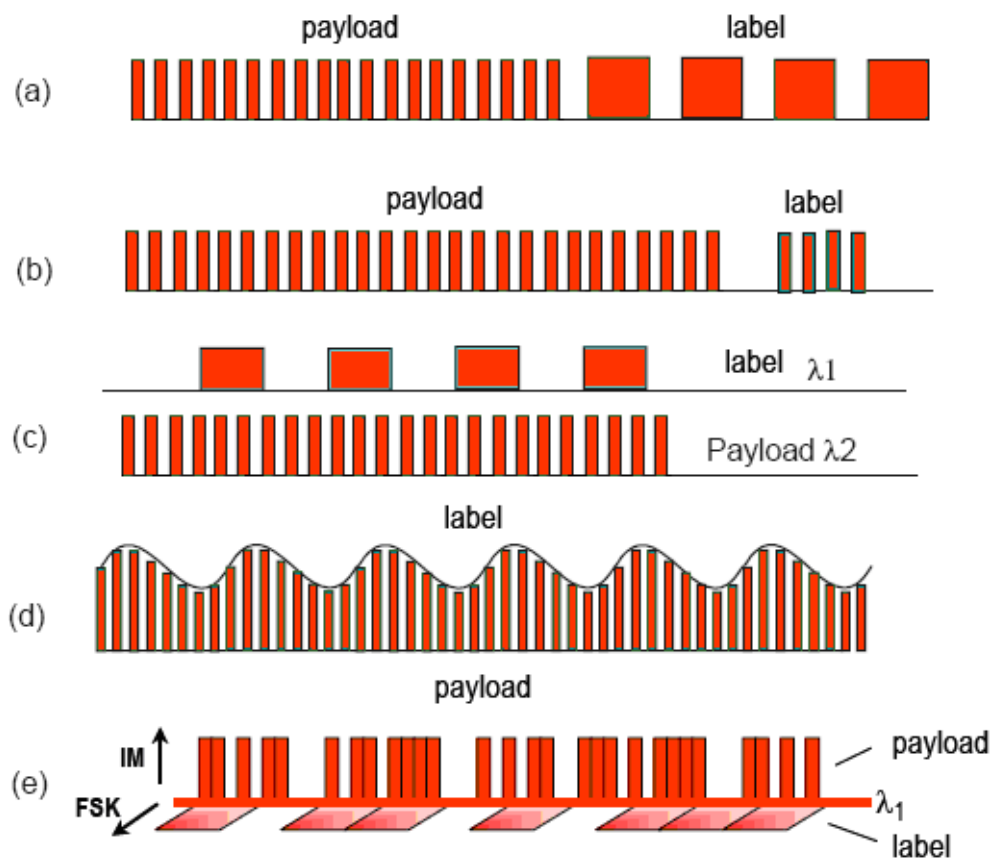 payload label
(a)
payload label
(b)
label λ1
(c)
Payload λ2
label
(d)
payload
IM
payload
(e)
FSK
λ1
label